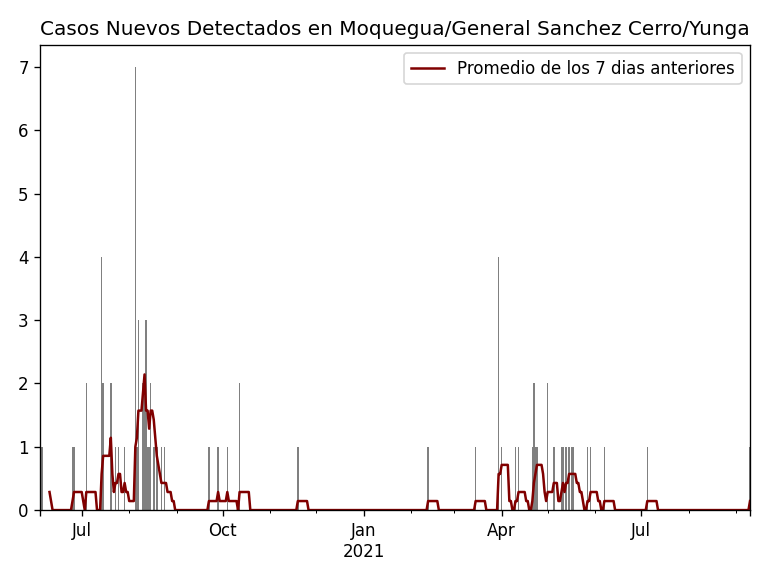 Casos Nuevos Detectados en Moquegua/General Sanchez Cerro/Yunga
Promedio de los 7 dias anteriores
7
6
5
4
3
2
1
0
Jul
Oct
Jan
2021
Apr
Jul